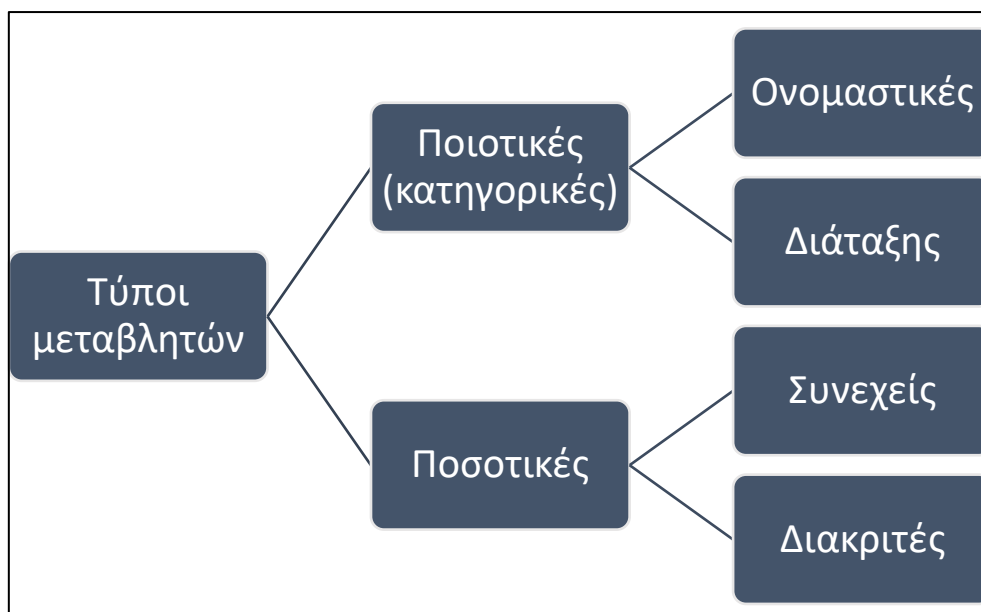 Τύποι
μεταβλητών
Ποιοτικές
(κατηγορικές)
Ονομαστικές
Διάταξης
Ποσοτικές
Συνεχείς
Διακριτές